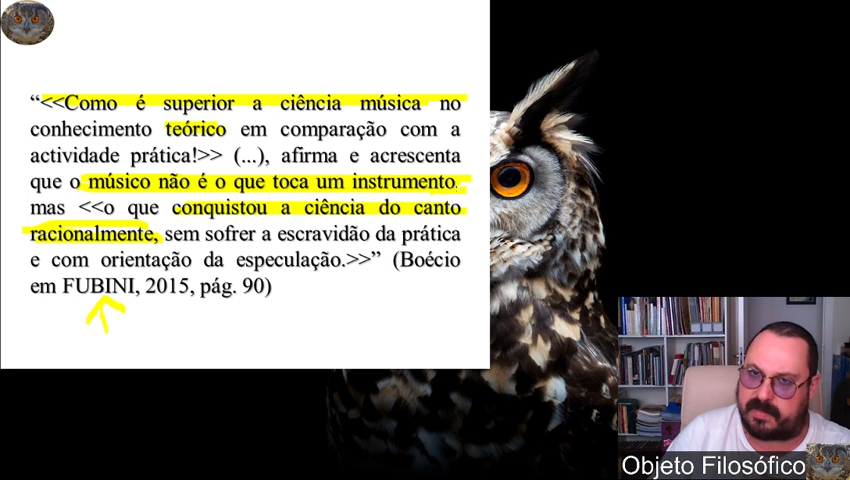 “<<Como é superior a ciência música no
conhecimento teórico em comparação com a
actividade prática!>> (...), afirma e acrescenta
que o músico não é o que toca um instrumento
mas <<o que conquistou a ciência do canto
racionalmente, sem sofrer a escravidão da prática
e com orientação da especulação.>>” (Boécio
em FUBINI, 2015, pág. 90)
Objeto Filosófico